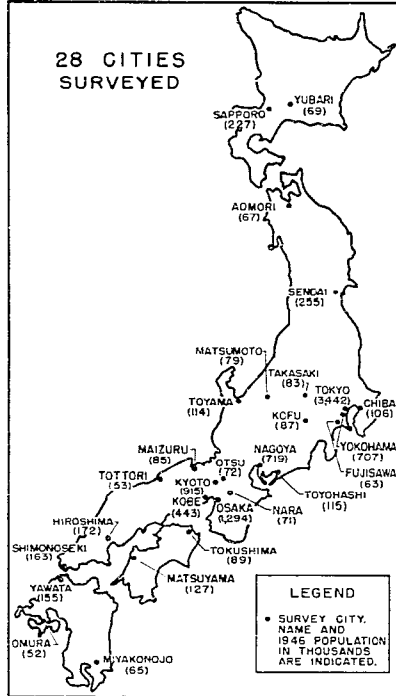 28 CITIES
SURVEYED
SAPPORO
(227)
YUBARI
(69)
AOMORI
(67)
SENDAI
(255)
MATSUMOTO
(79)
TAKASAKI
(83)
TOKYO
(3,442)
CHIBA
(106)
TOYAMA
(114)
KOFU
(87)
YOKOHAMA
(707)
FUJISAWA
(63)
MAIZURU
(85)
OTSU
(72)
NAGOYA
(719)
TOTTORI
(53)
KYOTO
(915)
TOYOHASHI
(115)
KOBE
(443)
OSAKA
(1,294)
NARA
(71)
HIROSHIMA
(172)
TOKUSHIMA
(89)
SHIMONOSEKI
(163)
MATSUYAMA
(127)
YAWATA
(155)
OMURA
(52)
MIYAKONOJO
(65)
LEGEND
• SURVEY CITY.
NAME AND
1946 POPULATION
IN THOUSANDS
ARE INDICATED.